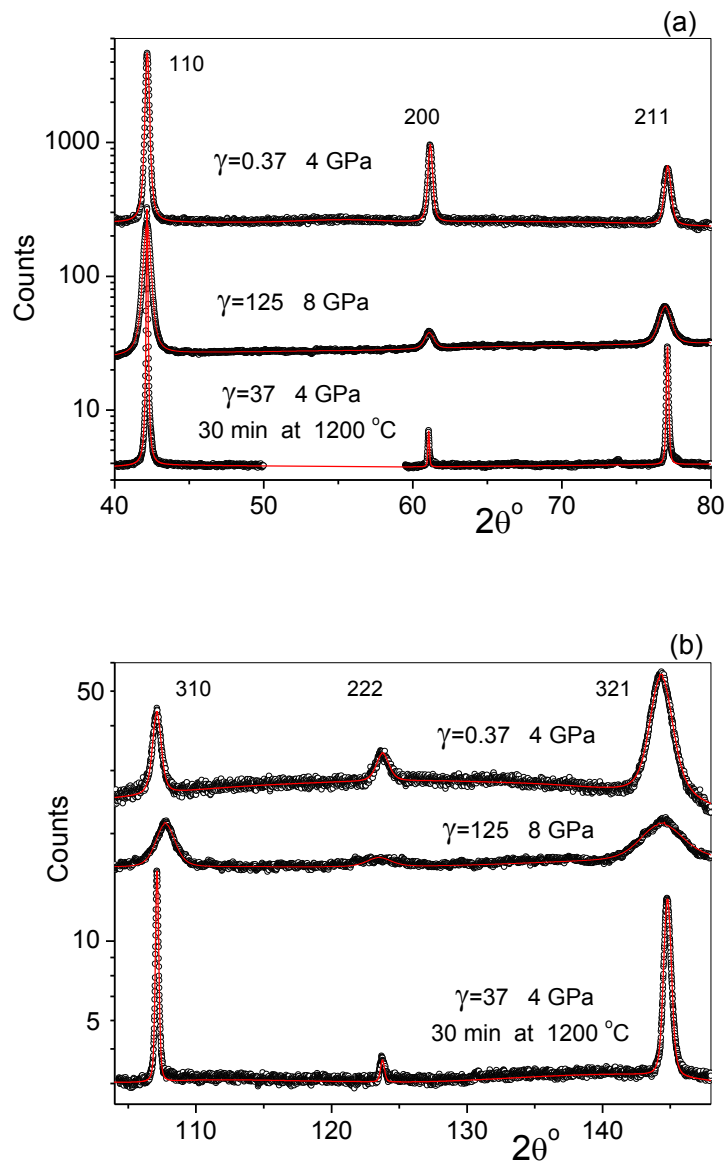 (a)
110
200
211
γ=0.37 4 GPa
γ=125 8 GPa
γ=37 4 GPa
30 min at 1200 °C
1000
100
10
Counts
40 50 60 70 80
2θ°
(b)
310
222
321
γ=0.37 4 GPa
γ=125 8 GPa
γ=37 4 GPa
30 min at 1200 °C
50
10
5
Counts
110 120 130 140
2θ°